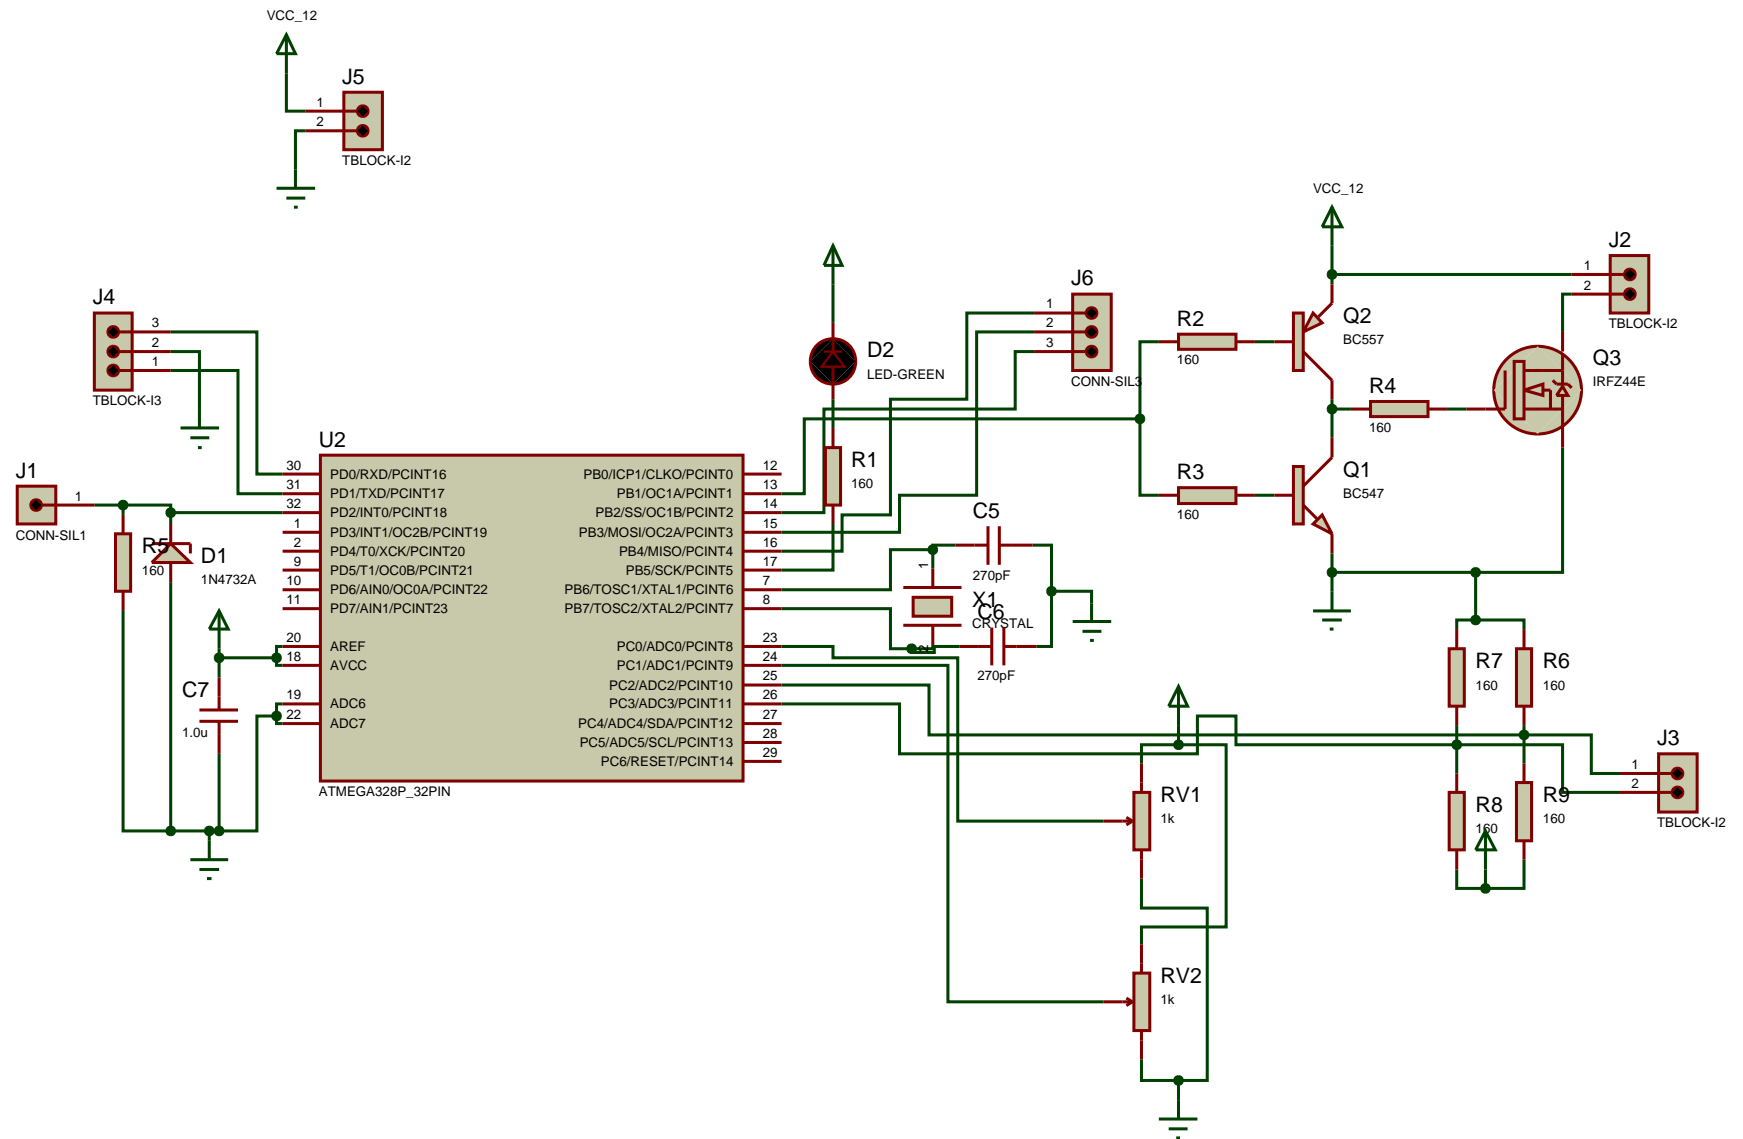 VCC_12
J5
1
2
TBLOCK-I2
VCC_12
J2
1
2
TBLOCK-I2
J4
3
2
1
TBLOCK-I3
J6
1
2
3
CONN-SIL3
D2
LED-GREEN
R2
160
Q2
BC557
Q3
IRFZ44E
R4
160
R1
160
R3
160
Q1
BC547
J1
1
CONN-SIL1
R5
160
D1
1N4732A
C7
1.0u
U2
30 PD0/RXD/PCINT16 PB0/ICP1/CLKO/PCINT0 12
31 PD1/TXD/PCINT17 PB1/OC1A/PCINT1 13
32 PD2/INT0/PCINT18 PB2/SS/OC1B/PCINT2 14
1 PD3/INT1/OC2B/PCINT19 PB3/MOSI/OC2A/PCINT3 15
2 PD4/T0/XCK/PCINT20 PB4/MISO/PCINT4 16
9 PD5/T1/OC0B/PCINT21 PB5/SCK/PCINT5 17
10 PD6/AIN0/OC0A/PCINT22 PB6/TOSC1/XTAL1/PCINT6 7
11 PD7/AIN1/PCINT23 PB7/TOSC2/XTAL2/PCINT7 8
20 AREF PC0/ADC0/PCINT8 23
18 AVCC PC1/ADC1/PCINT9 24
PC2/ADC2/PCINT10 25
19 ADC6 PC3/ADC3/PCINT11 26
22 ADC7 PC4/ADC4/SDA/PCINT12 27
PC5/ADC5/SCL/PCINT13 28
PC6/RESET/PCINT14 29
ATMEGA328P_32PIN
C5
270pF
1
X1
CRYSTAL
2
C6
270pF
R7
160
R6
160
R8
160
R9
160
J3
1
2
TBLOCK-I2
RV1
1k
RV2
1k